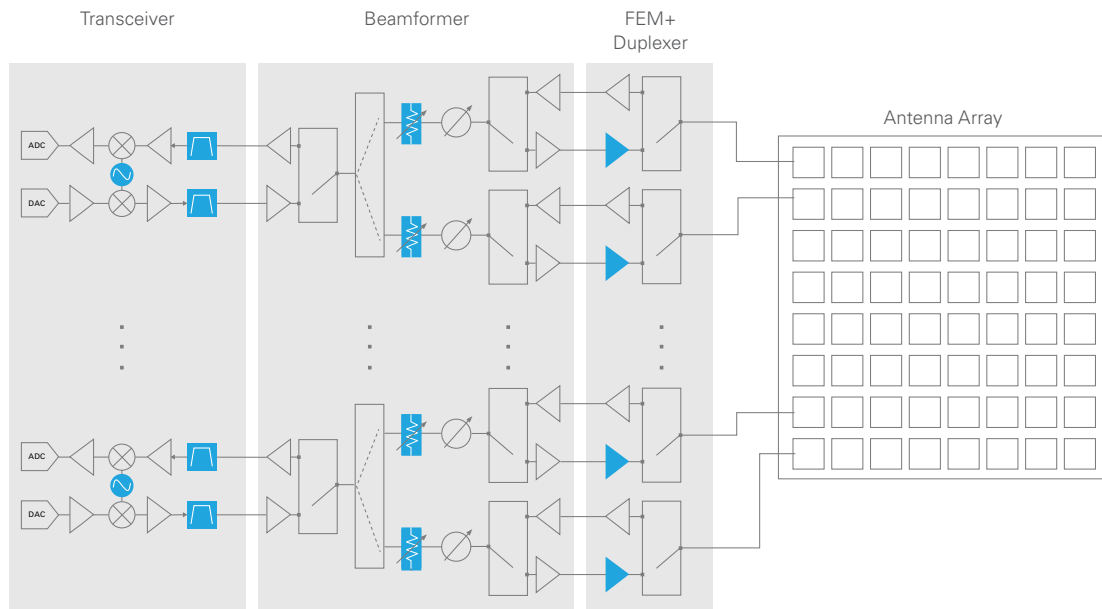 Transceiver
Beamformer
FEM+
Duplexer
Antenna Array
ADC
DAC
ADC
DAC